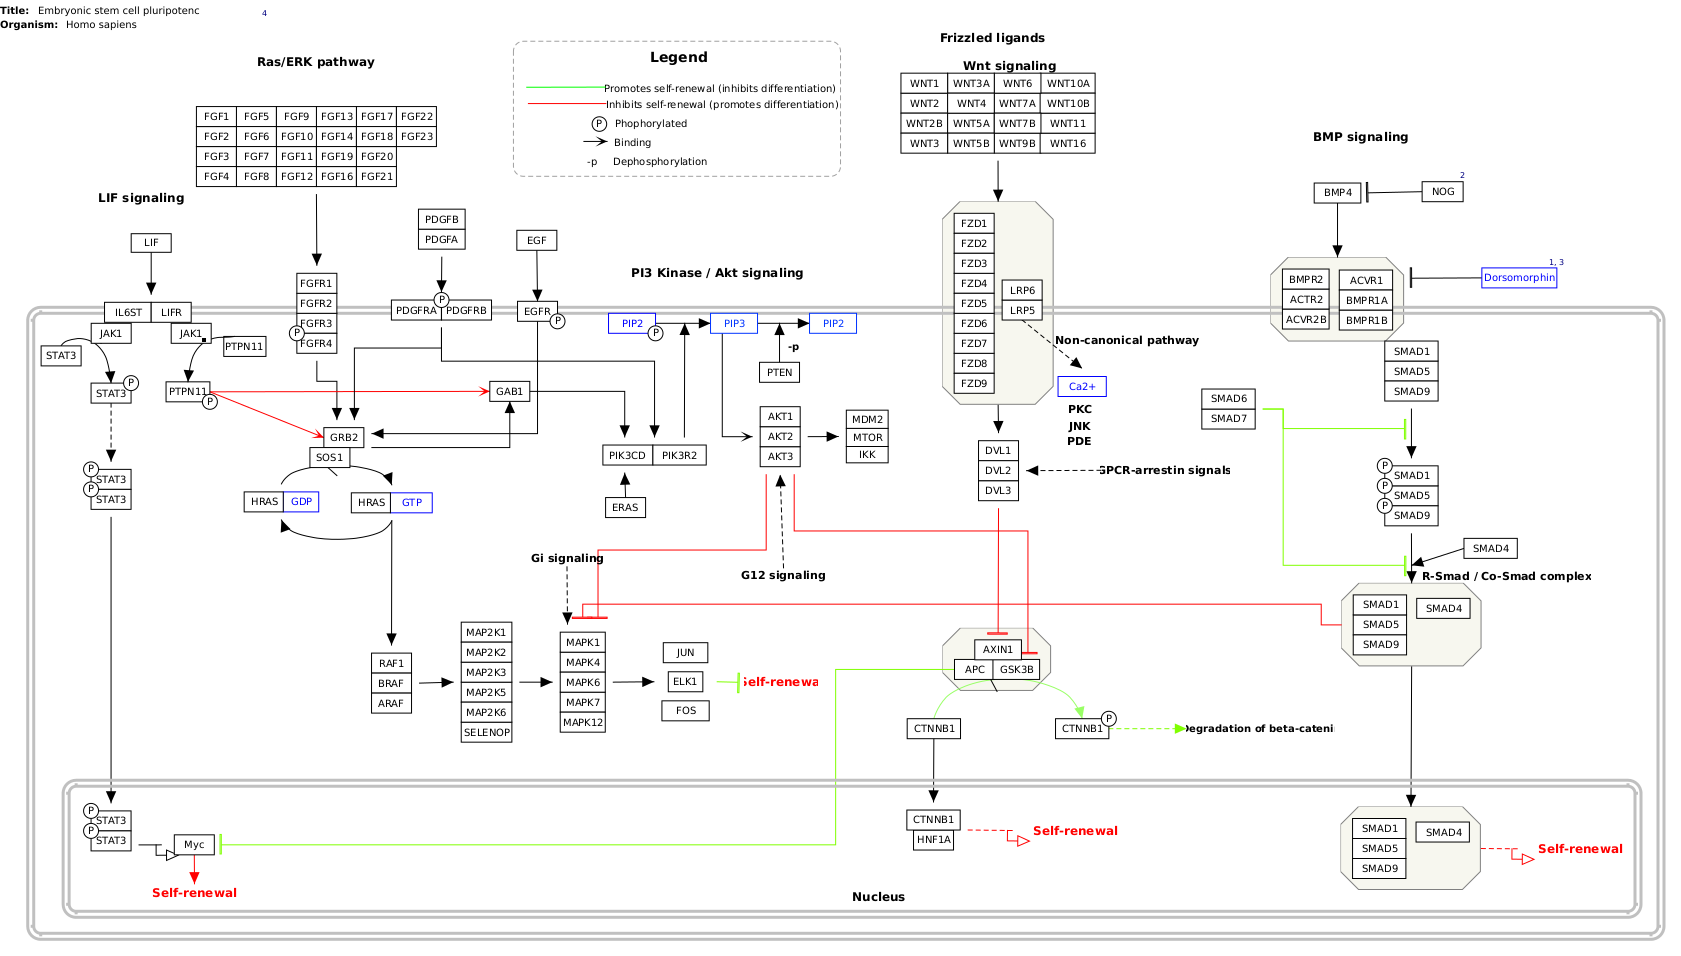 Title: Embryonic stem cell pluripotenc
4
Organism: Homo sapiens
Ras/ERK pathway
Legend
Promotes self-renewal (inhibits differentiation)
Inhibits self-renewal (promotes differentiation)
P Phophorylated
Binding
-p Dephosphorylation
Frizzled ligands
Wnt signaling
WNT1 WNT3A WNT6 WNT10A
WNT2 WNT4 WNT7A WNT10B
WNT2B WNT5A WNT7B WNT11
WNT3 WNT5B WNT9B WNT16
BMP signaling
FGF1 FGF5 FGF9 FGF13 FGF17 FGF22
FGF2 FGF6 FGF10 FGF14 FGF18 FGF23
FGF3 FGF7 FGF11 FGF19 FGF20
FGF4 FGF8 FGF12 FGF16 FGF21
LIF signaling
LIF
PDGFB
PDGFA
EGF
PI3 Kinase / Akt signaling
BMP4
NOG
2
1, 3
Dorsomorphin
BMPR2
ACTR2
ACVR2B
ACVR1
BMPR1A
BMPR1B
FZD1
FZD2
FZD3
FZD4
FZD5
FZD6
FZD7
FZD8
FZD9
LRP6
LRP5
IL6ST LIFR
JAK1
JAK1
STAT3
PTPN11
FGFR1
FGFR2
FGFR3
P
FGFR4
P
PDGFRA PDGFRB
EGFR
P
PIP2
P
PIP3
PIP2
-p
PTEN
Non-canonical pathway
Ca2+
PKC
JNK
PDE
SMAD1
SMAD5
SMAD9
SMAD6
SMAD7
STAT3
P
PTPN11
P
GAB1
GRB2
SOS1
AKT1
AKT2
AKT3
MDM2
MTOR
IKK
PIK3CD PIK3R2
ERAS
DVL1
DVL2
DVL3
GPCR-arrestin signals
P
STAT3
P
STAT3
HRAS GDP
HRAS GTP
P
SMAD1
P
SMAD5
P
SMAD9
SMAD4
R-Smad / Co-Smad complex
SMAD1
SMAD5
SMAD9
SMAD4
Gi signaling
G12 signaling
RAF1
BRAF
ARAF
MAP2K1
MAP2K2
MAP2K3
MAP2K5
MAP2K6
SELENOP
MAPK1
MAPK4
MAPK6
MAPK7
MAPK12
JUN
ELK1
FOS
Self-renewa
AXIN1
APC GSK3B
CTNNB1
CTNNB1
P
egradation of beta-cateni
P
STAT3
P
STAT3
Myc
Self-renewal
CTNNB1
HNF1A
Self-renewal
SMAD1
SMAD5
SMAD9
SMAD4
Self-renewal
Nucleus